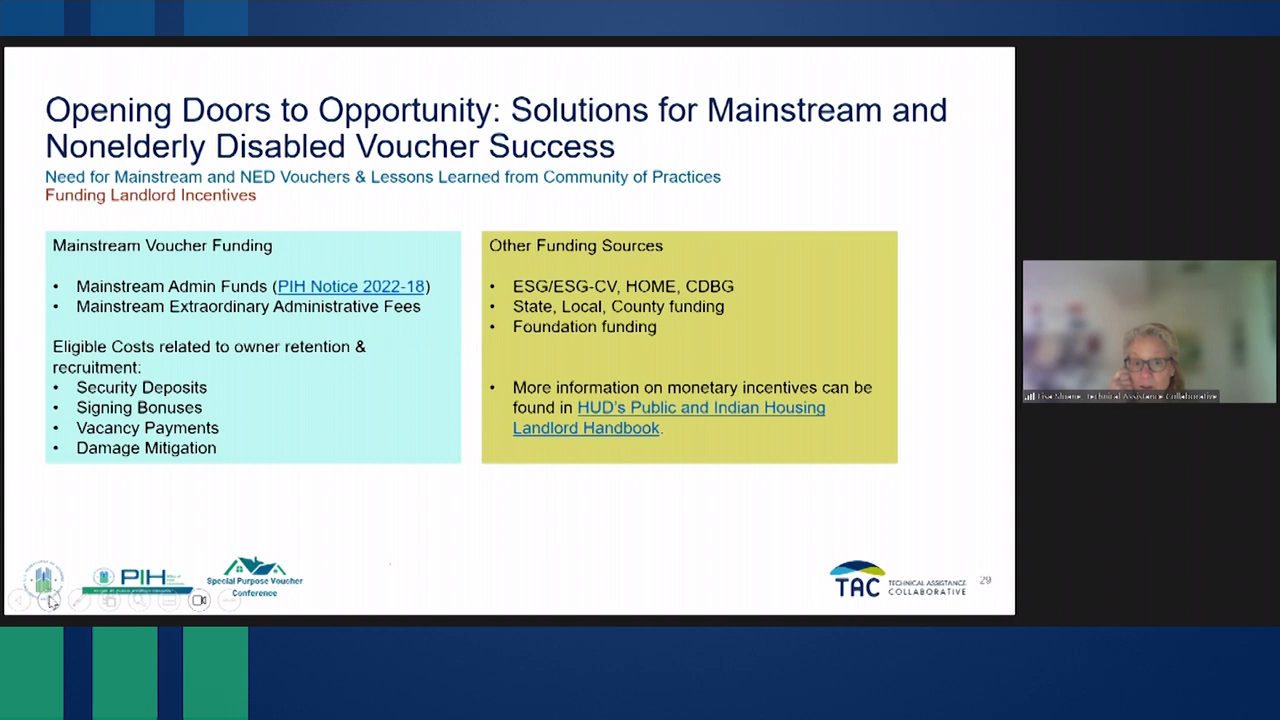 Opening Doors to Opportunity: Solutions for Mainstream and
Nonelderly Disabled Voucher Success
Need for Mainstream and NED Vouchers & Lessons Learned from Community of Practices
Funding Landlord Incentives
Mainstream Voucher Funding
• Mainstream Admin Funds (PIH Notice 2022-18)
• Mainstream Extraordinary Administrative Fees
Eligible Costs related to owner retention &
recruitment:
• Security Deposits
• Signing Bonuses
• Vacancy Payments
• Damage Mitigation
Other Funding Sources
• ESG/ESG-CV, HOME, CDBG
• State, Local, County funding
• Foundation funding
• More information on monetary incentives can be
found in HUD's Public and Indian Housing
Landlord Handbook.
PIH
Special Purpose Voucher
Conference
TAC
TECHNICAL ASSISTANCE
COLLABORATIVE
29
Lisa Sloane, Technical Assistance Collaborative